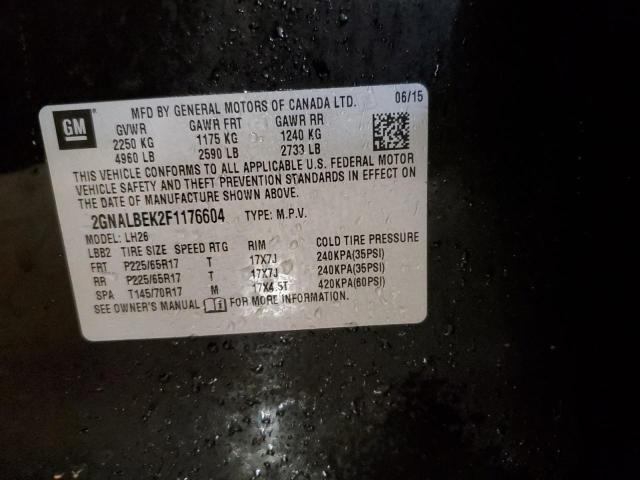 MFD BY GENERAL MOTORS OF CANADA LTD. 06/15
GM
GVWR GAWR FRT GAWR RR
2250 KG 1175 KG 1240 KG
4960 LB 2590 LB 2733 LB
THIS VEHICLE CONFORMS TO ALL APPLICABLE U.S. FEDERAL MOTOR
VEHICLE SAFETY AND THEFT PREVENTION STANDARDS IN EFFECT ON
THE DATE OF MANUFACTURE SHOWN ABOVE.
2GNALBEK2F1176604 TYPE: M.P.V.
MODEL: LH26
LBB2 TIRE SIZE SPEED RTG RIM COLD TIRE PRESSURE
FRT P225/65R17 T 17X7J 240KPA(35PSI)
RR P225/65R17 T 17X7J 240KPA(35PSI)
SPA T145/70R17 M 17X4.5T 420KPA(60PSI)
SEE OWNER'S MANUAL FOR MORE INFORMATION.